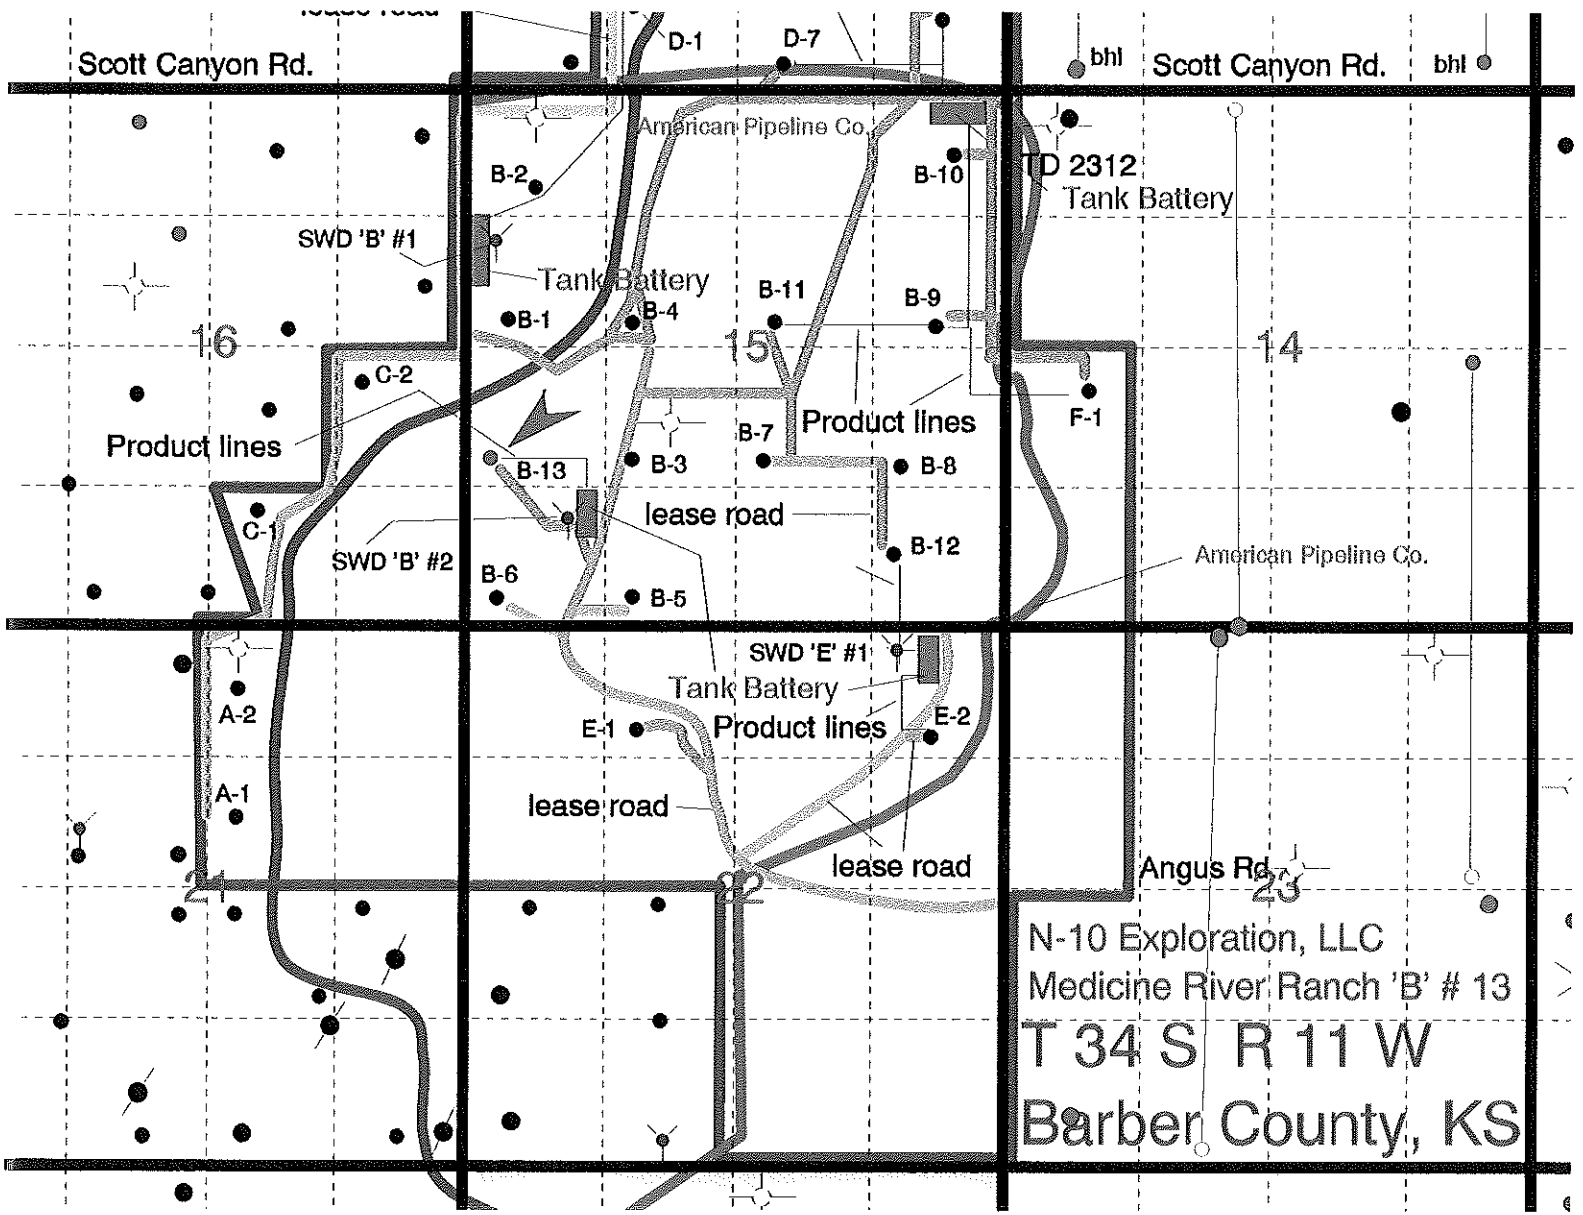 lease road
D-1
D-7
bhl
Scott Canyon Rd.
Scott Canyon Rd.
bhl
American Pipeline Co.
B-2
B-10
TD 2312
Tank Battery
SWD 'B' #1
Tank Battery
B-11
B-9
B-1
B-4
16
15
14
C-2
F-1
Product lines
Product lines
B-7
B-13
B-3
B-8
C-1
lease road
SWD 'B' #2
B-12
American Pipeline Co.
B-6
B-5
SWD 'E' #1
Tank Battery
A-2
E-1
Product lines
E-2
A-1
lease road
lease road
Angus Rd.
21
22
23
N-10 Exploration, LLC
Medicine River Ranch 'B' # 13
T 34 S R 11 W
Barber County, KS